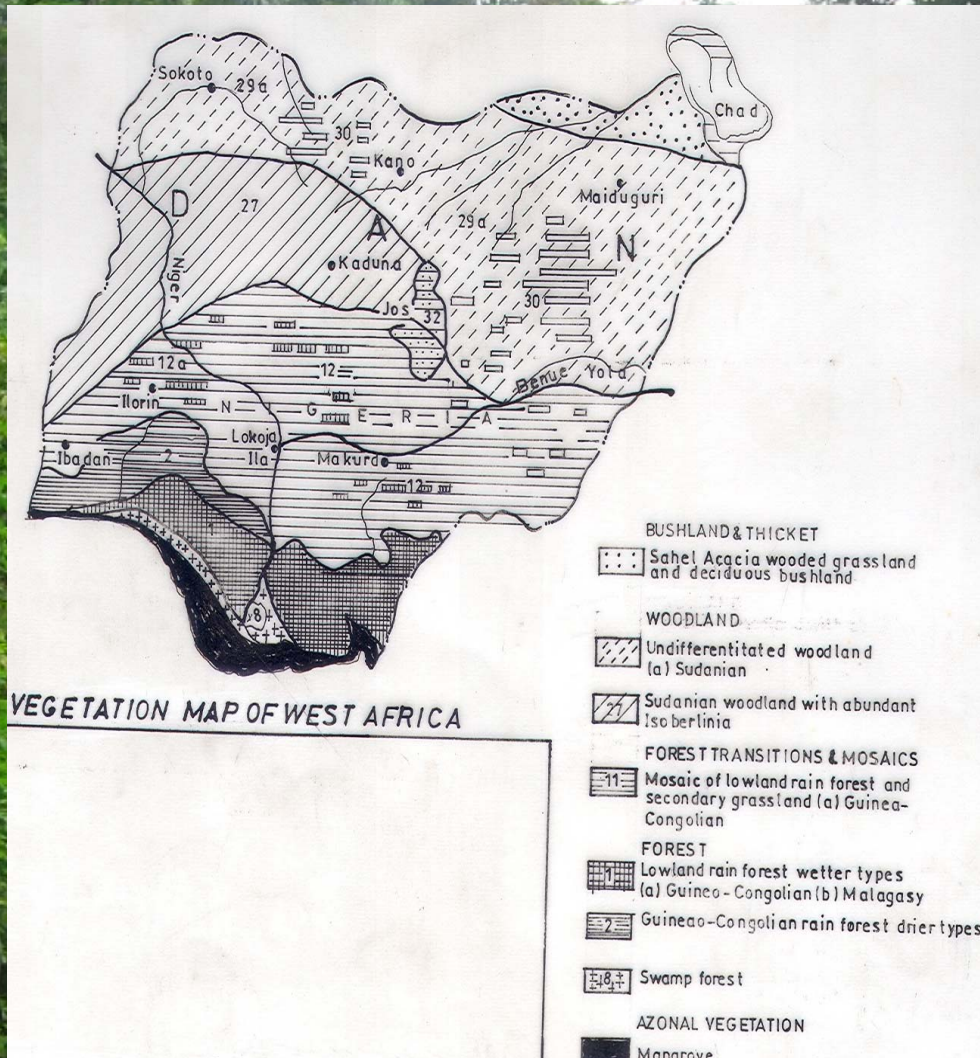 Sokoto
29a
Chad
30
Kano
Maiduguri
D
27
A
29a
N
Kaduna
Niger
30
Jos
32
12a
12
Benue
Yola
Ilorin
N
G
E
R
I
A
Lokoja
Ibadan
2
Ila
Makurd
12
1
8
VEGETATION MAP OF WEST AFRICA
BUSHLAND & THICKET
Sahel Acacia wooded grassland
and deciduous bushland
WOODLAND
Undifferentitated woodland
(a) Sudanian
27
Sudanian woodland with abundant
Isoberlinia
FOREST TRANSITIONS & MOSAICS
11
Mosaic of lowland rain forest and
secondary grassland (a) Guinea-
Congolian
FOREST
1
Lowland rain forest wetter types
(a) Guineo-Congolian (b) Malagasy
2
Guineao-Congolian rain forest drier types
8
Swamp forest
AZONAL VEGETATION
Mangrove